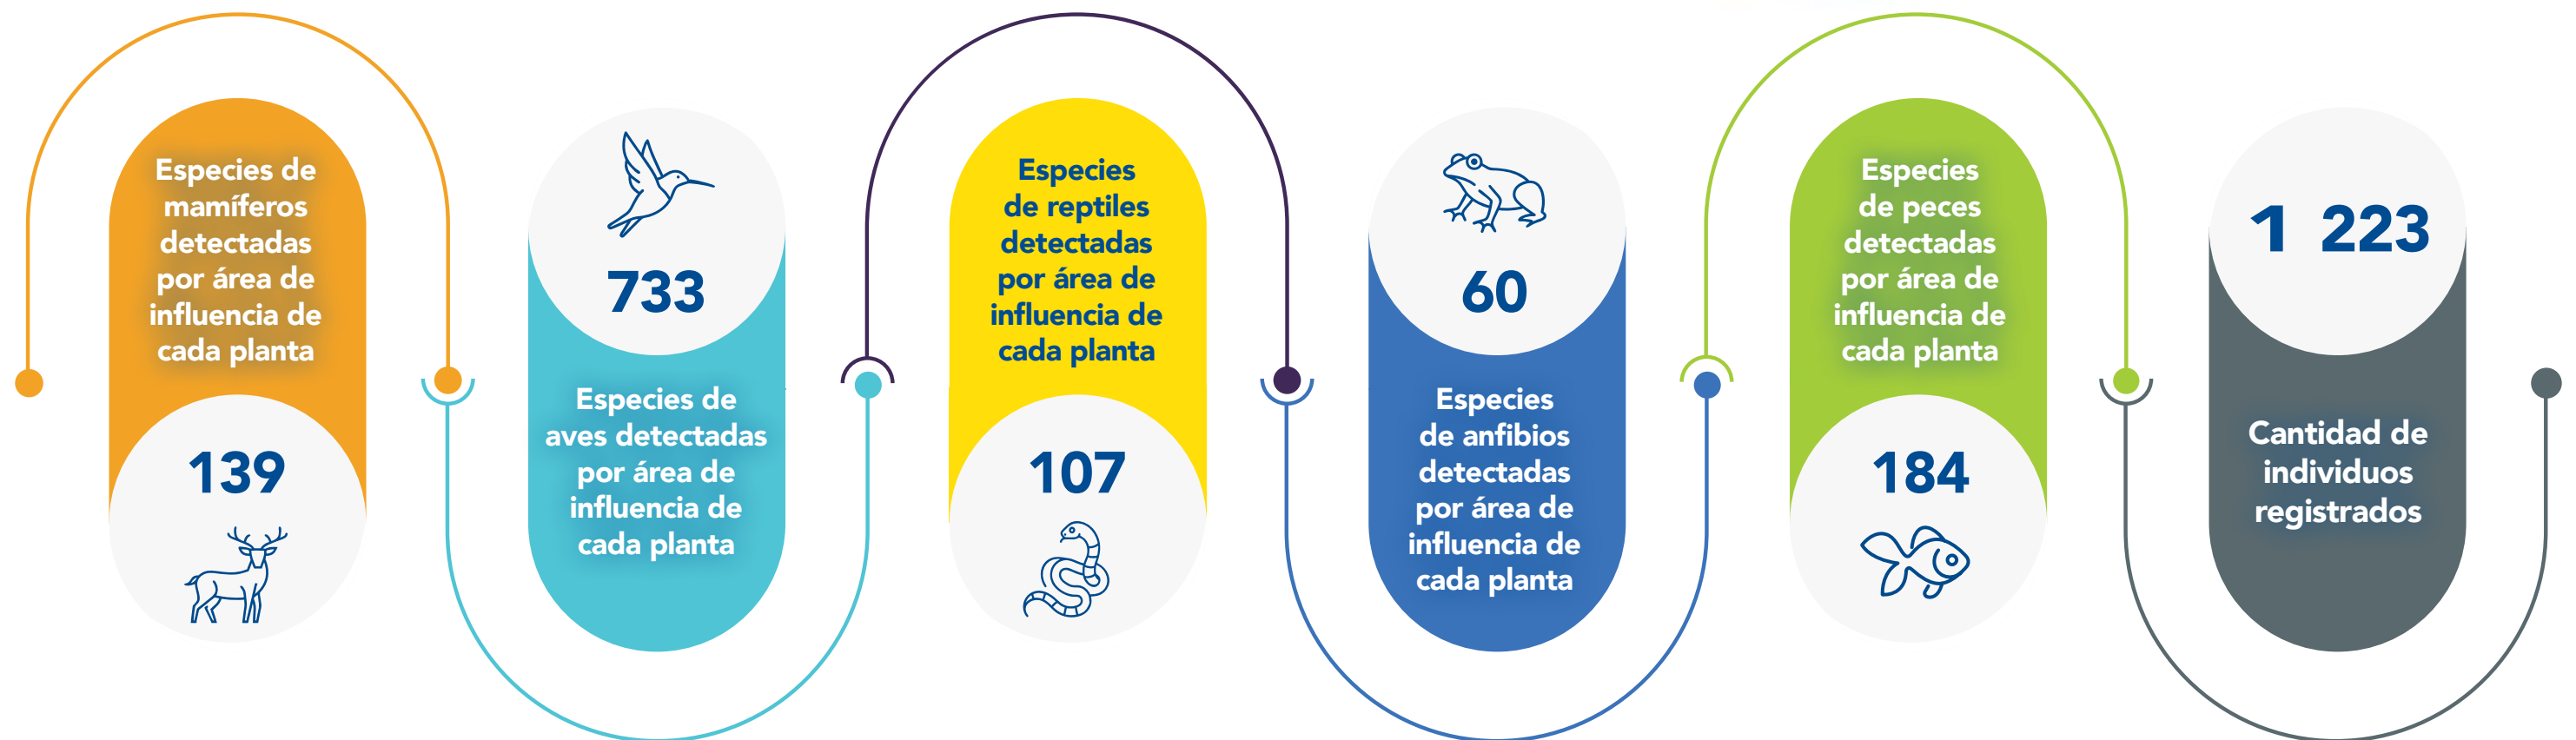 Especies de
mamíferos
detectadas
por área de
influencia de
cada planta
139
733
Especies de
aves detectadas
por área de
influencia de
cada planta
Especies
de reptiles
detectadas
por área de
influencia de
cada planta
107
60
Especies
de anfibios
detectadas
por área de
influencia de
cada planta
Especies
de peces
detectadas
por área de
influencia de
cada planta
184
1 223
Cantidad de
individuos
registrados